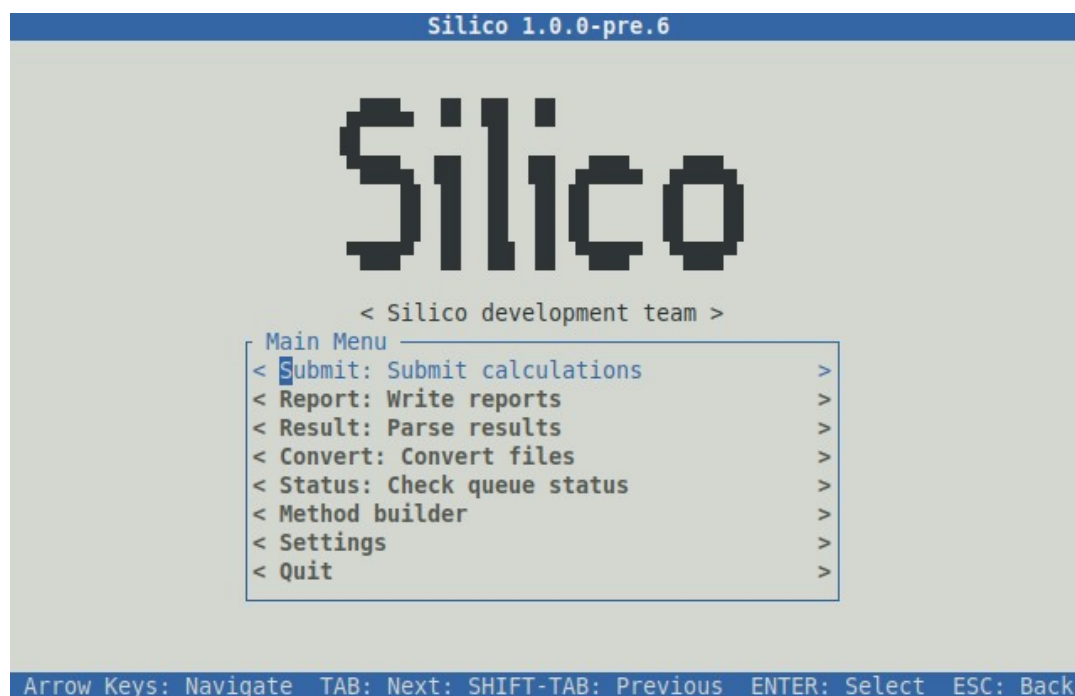 Silico 1.0.0-pre.6
Silico
< Silico development team >
Main Menu
< Submit: Submit calculations >
< Report: Write reports >
< Result: Parse results >
< Convert: Convert files >
< Status: Check queue status >
< Method builder >
< Settings >
< Quit >
Arrow Keys: Navigate TAB: Next: SHIFT-TAB: Previous ENTER: Select ESC: Back